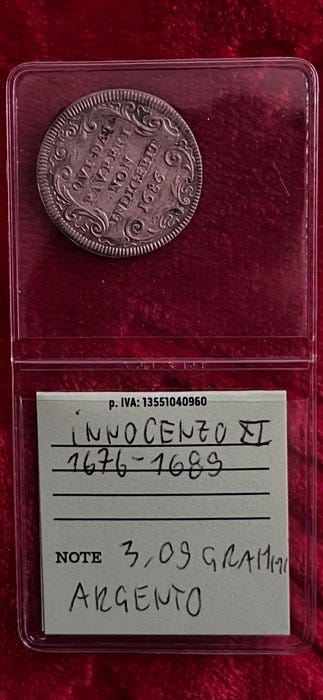 QVI DAT
PAVPERI
NON
INDIGEBIT
1686
p. IVA: 13551040960
iNNOCENZO XI
1676-1689
NOTE 3,09 GRAMMI
ARGENTO